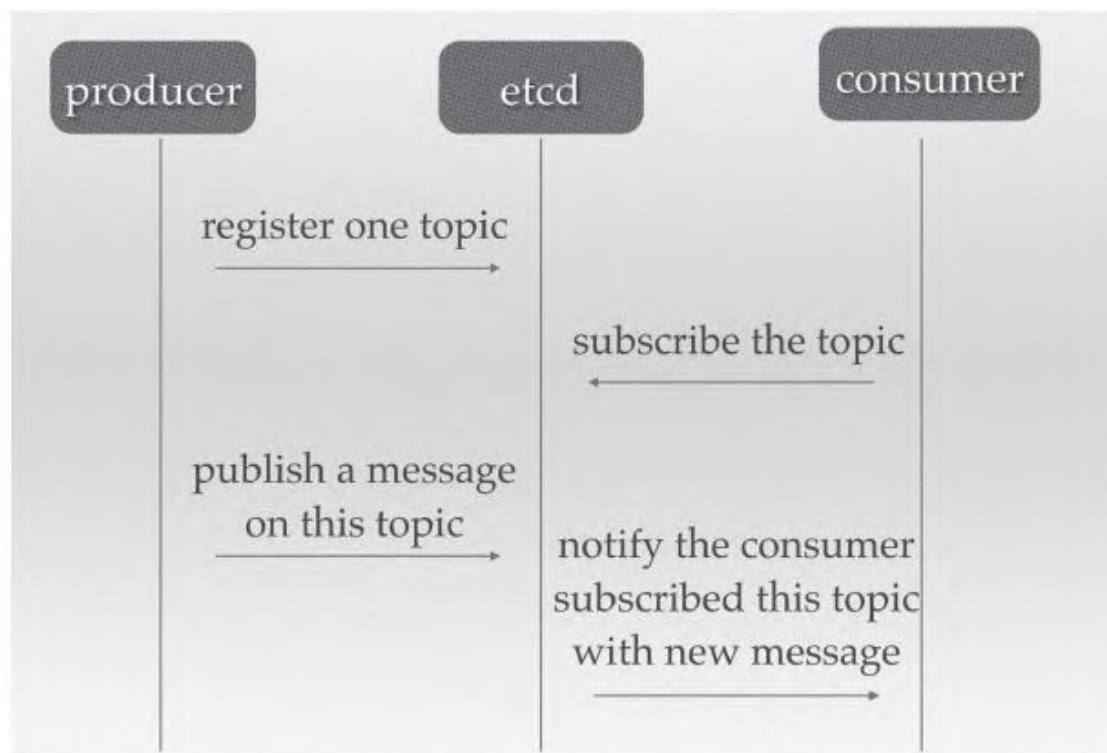 producer
etcd
consumer
register one topic
subscribe the topic
publish a message
on this topic
notify the consumer
subscribed this topic
with new message